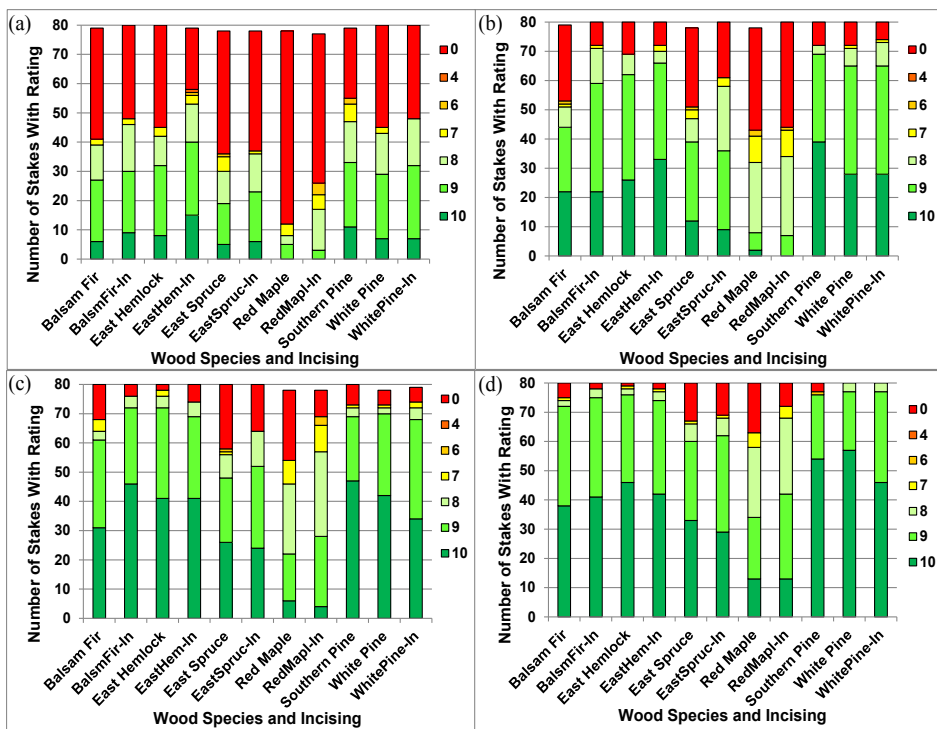 (a)
Number of Stakes With Rating
80
70
60
50
40
30
20
10
0
Balsam Fir
BalsmFir-In
East Hemlock
EastHem-In
East Spruce
EastSpruc-In
Red Maple
RedMapl-In
Southern Pine
White Pine
WhitePine-In
Wood Species and Incising
0
4
6
7
8
9
10
(b)
Number of Stakes With Rating
80
70
60
50
40
30
20
10
0
Balsam Fir
BalsmFir-In
East Hemlock
EastHem-In
East Spruce
EastSpruc-In
Red Maple
RedMapl-In
Southern Pine
White Pine
WhitePine-In
Wood Species and Incising
0
4
6
7
8
9
10
(c)
Number of Stakes With Rating
80
70
60
50
40
30
20
10
0
Balsam Fir
BalsmFir-In
East Hemlock
EastHem-In
East Spruce
EastSpruc-In
Red Maple
RedMapl-In
Southern Pine
White Pine
WhitePine-In
Wood Species and Incising
0
4
6
7
8
9
10
(d)
Number of Stakes With Rating
80
70
60
50
40
30
20
10
0
Balsam Fir
BalsmFir-In
East Hemlock
EastHem-In
East Spruce
EastSpruc-In
Red Maple
RedMapl-In
Southern Pine
White Pine
WhitePine-In
Wood Species and Incising
0
4
6
7
8
9
10